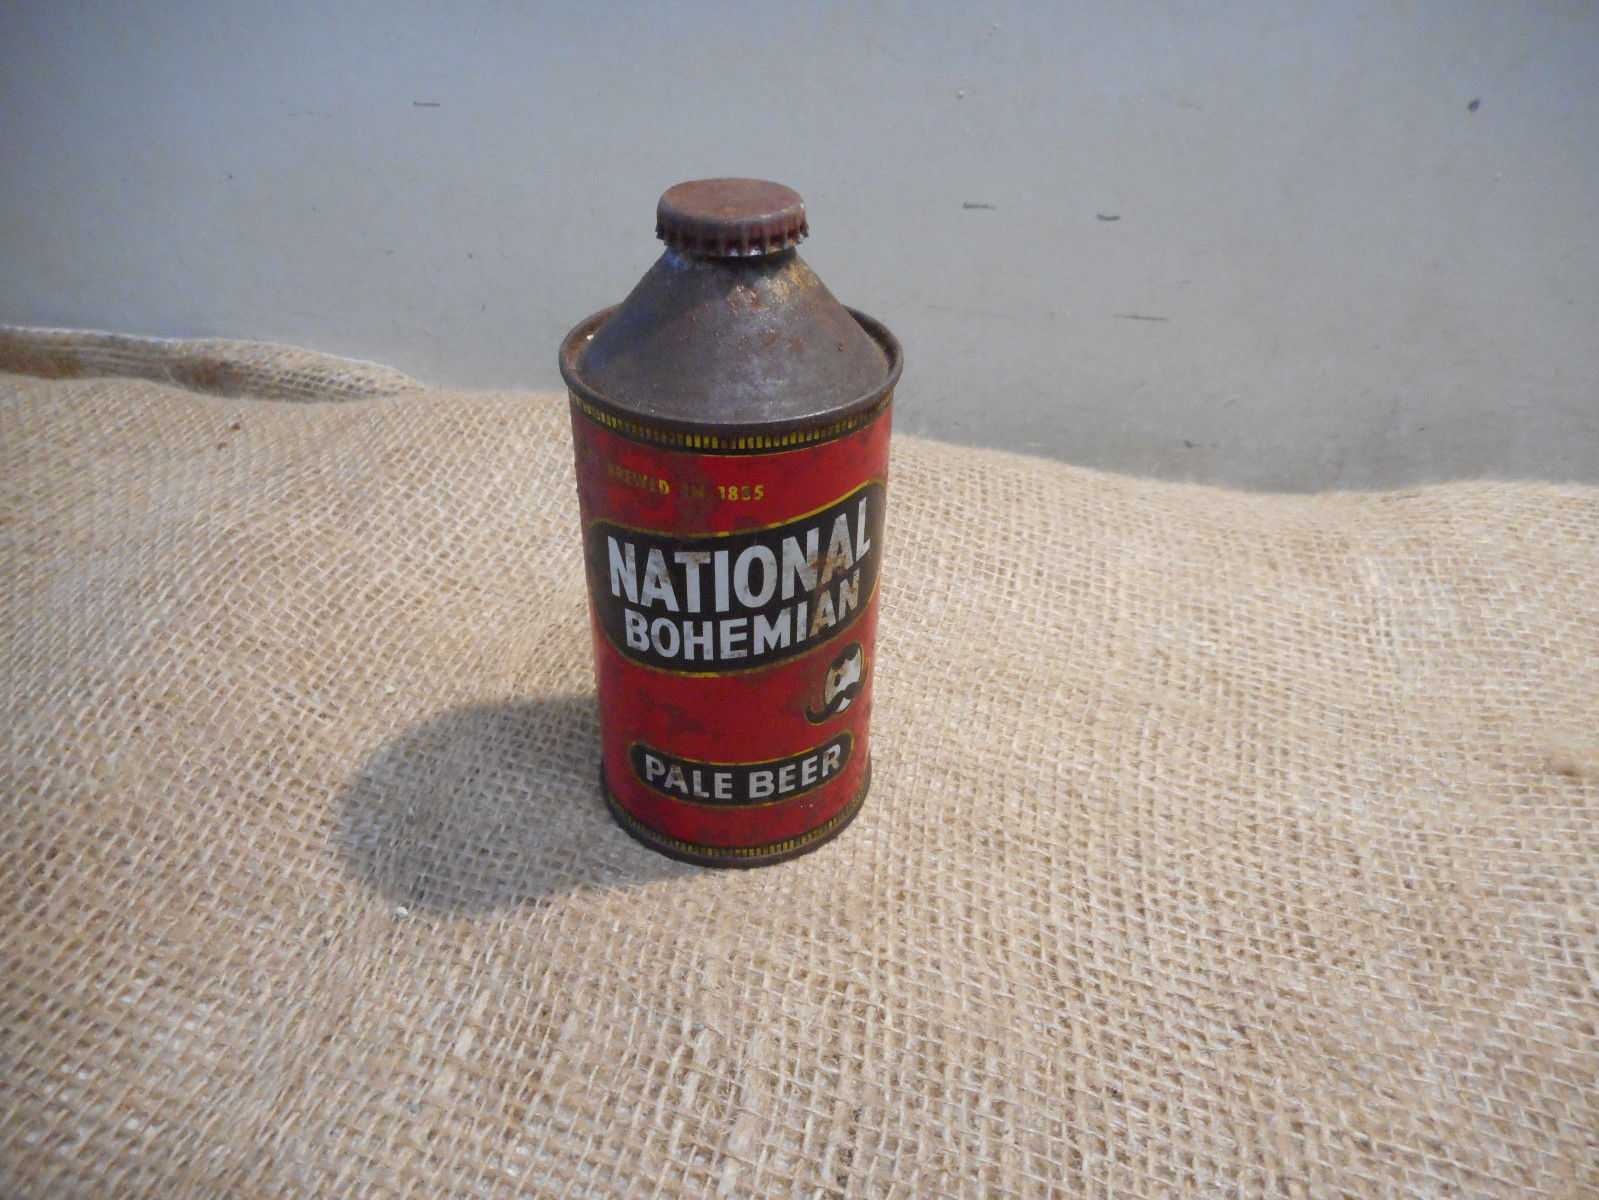 BREWED IN 1885
NATIONAL
BOHEMIAN
PALE BEER